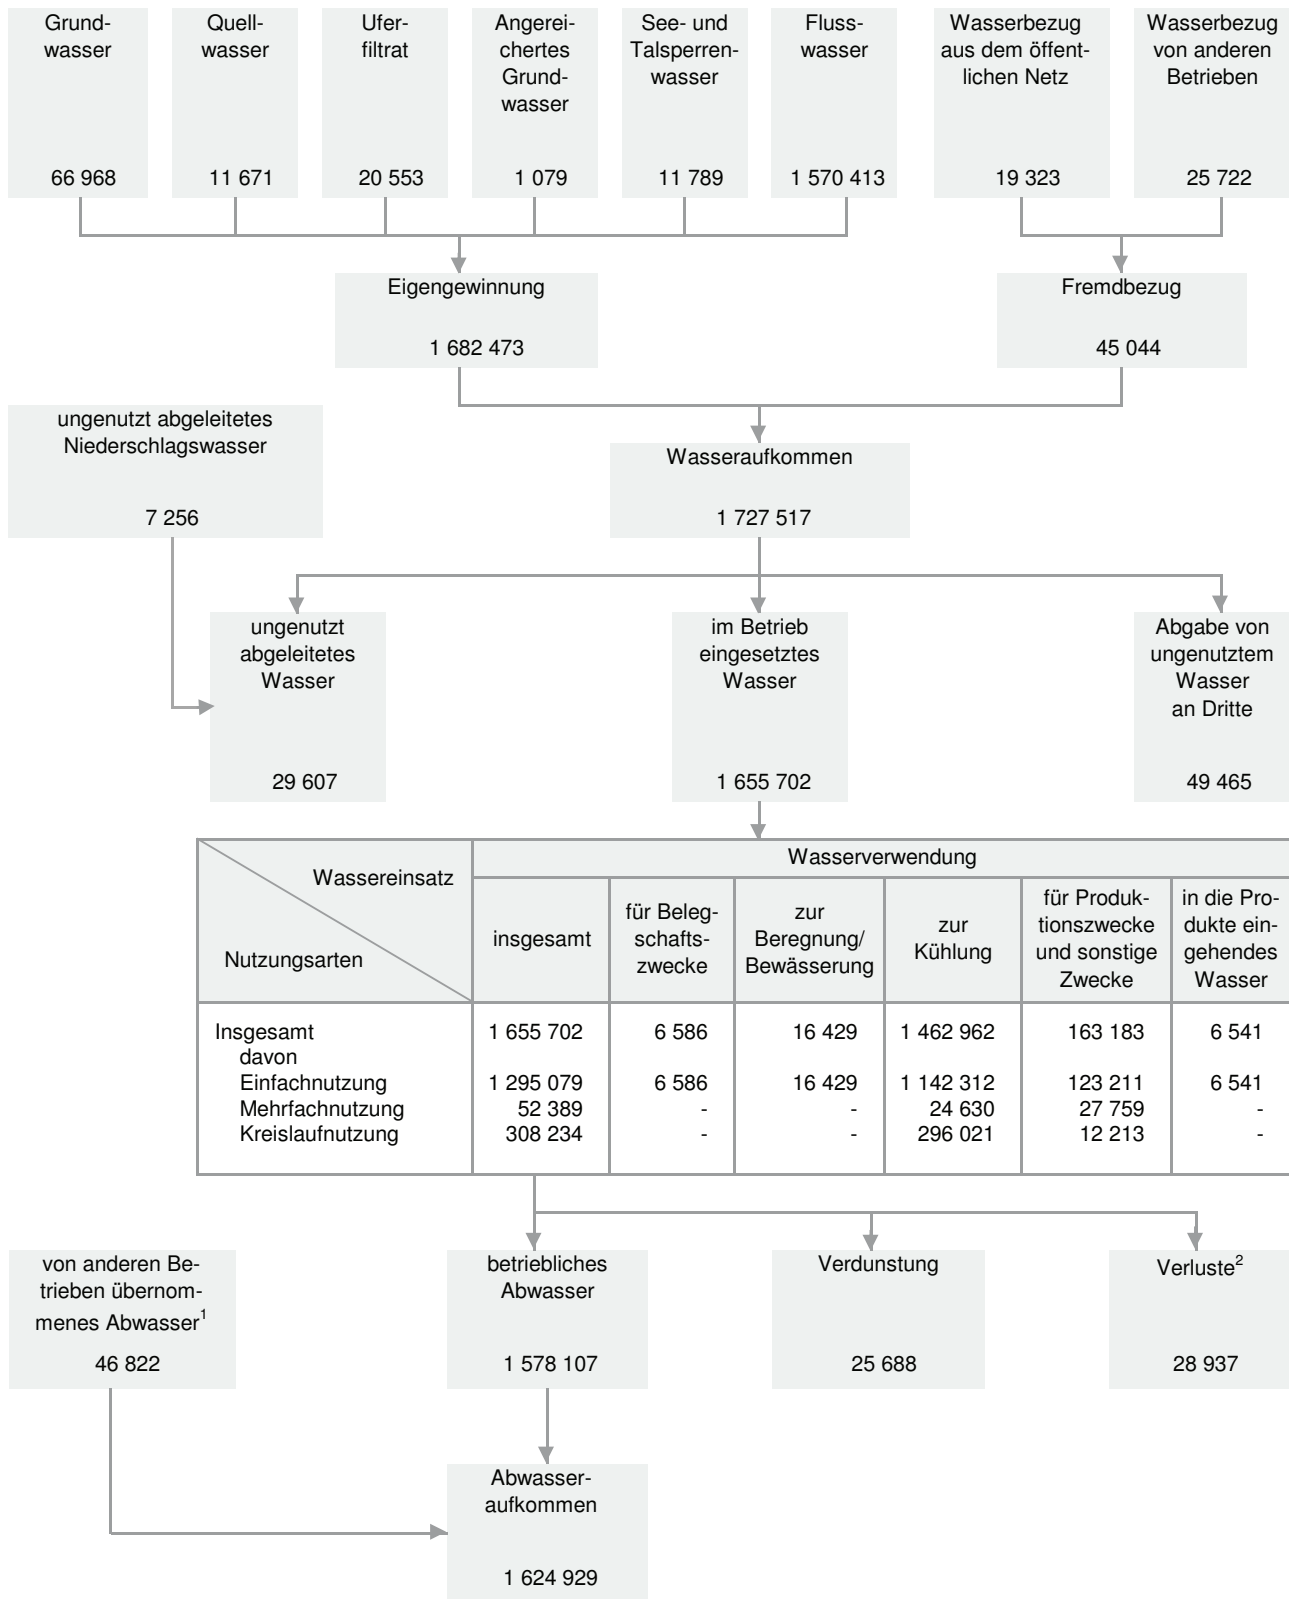 Grund-
wasser
66 968
Quell-
wasser
11 671
Ufer-
filtrat
20 553
Angerei-
chertes
Grund-
wasser
1 079
See- und
Talsperren-
wasser
11 789
Fluss-
wasser
1 570 413
Wasserbezug
aus dem öffent-
lichen Netz
19 323
Wasserbezug
von anderen
Betrieben
25 722
Eigengewinnung
1 682 473
Fremdbezug
45 044
ungenutzt abgeleitetes
Niederschlagswasser
7 256
Wasseraufkommen
1 727 517
ungenutzt
abgeleitetes
Wasser
29 607
im Betrieb
eingesetztes
Wasser
1 655 702
Abgabe von
ungenutztem
Wasser
an Dritte
49 465
Wassereinsatz
Nutzungsarten
Wasserverwendung
insgesamt
für Beleg-
schafts-
zwecke
zur
Beregnung/
Bewässerung
zur
Kühlung
für Produk-
tionszwecke
und sonstige
Zwecke
in die Pro-
dukte ein-
gehendes
Wasser
Insgesamt 1 655 702 6 586 16 429 1 462 962 163 183 6 541
davon
Einfachnutzung 1 295 079 6 586 16 429 1 142 312 123 211 6 541
Mehrfachnutzung 52 389 - - 24 630 27 759 -
Kreislaufnutzung 308 234 - - 296 021 12 213 -
von anderen Be-
trieben übernom-
menes Abwasser1
46 822
betriebliches
Abwasser
1 578 107
Verdunstung
25 688
Verluste2
28 937
Abwasser-
aufkommen
1 624 929